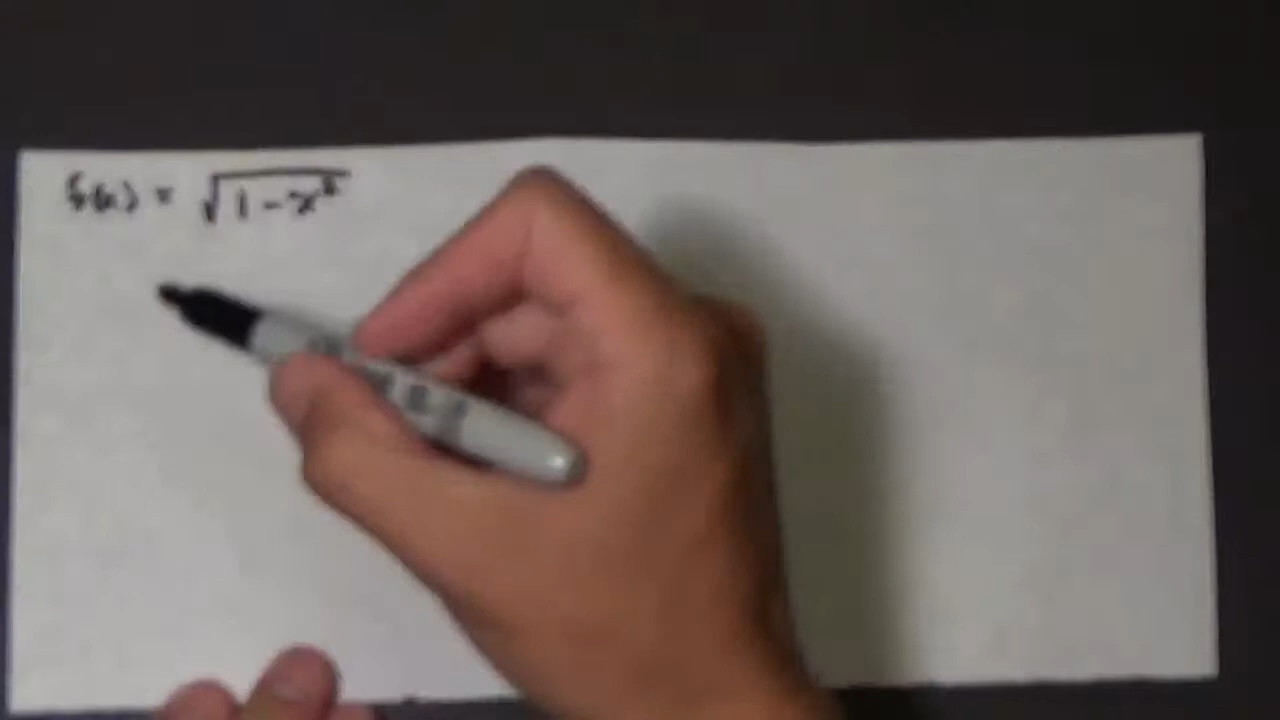 f(x) = √(1-x²)